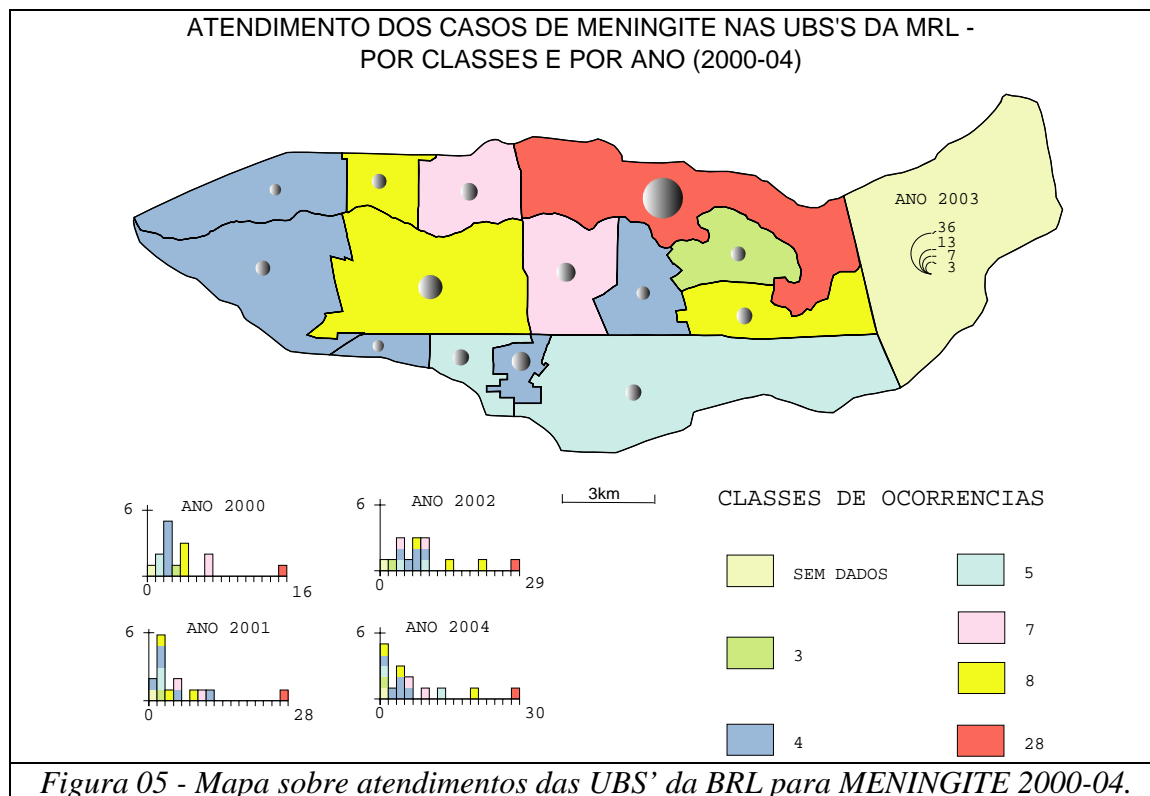 ATENDIMENTO DOS CASOS DE MENINGITE NAS UBS'S DA MRL -
POR CLASSES E POR ANO (2000-04)
ANO 2003
36
13
7
3
6
ANO 2000
0
16
6
ANO 2002
0
29
3km
6
ANO 2001
0
28
6
ANO 2004
0
30
CLASSES DE OCORRENCIAS
SEM DADOS
3
4
5
7
8
28
Figura 05 - Mapa sobre atendimentos das UBS' da BRL para MENINGITE 2000-04.